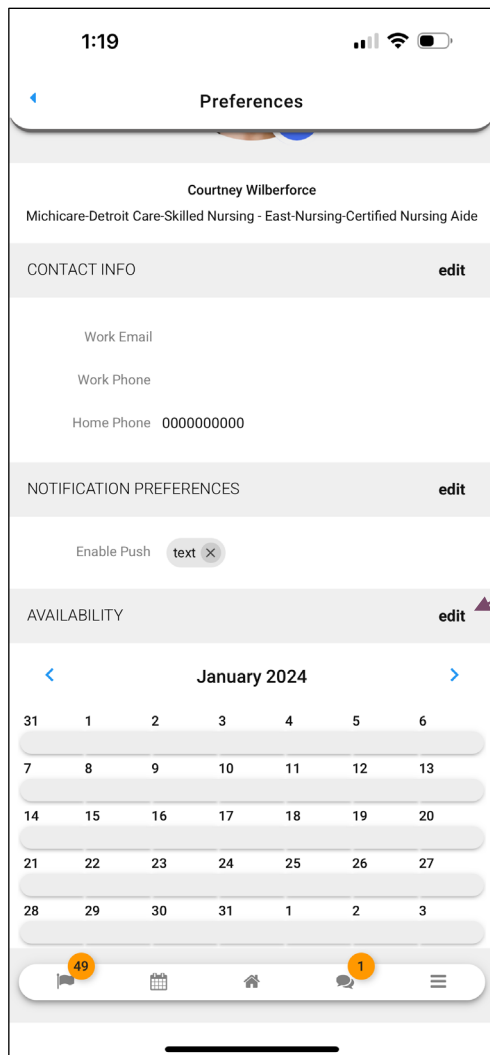 1:19
Preferences
Courtney Wilberforce
Michicare-Detroit Care-Skilled Nursing - East-Nursing-Certified Nursing Aide
CONTACT INFO edit
Work Email
Work Phone
Home Phone 0000000000
NOTIFICATION PREFERENCES edit
Enable Push text
AVAILABILITY edit
January 2024
31 1 2 3 4 5 6
7 8 9 10 11 12 13
14 15 16 17 18 19 20
21 22 23 24 25 26 27
28 29 30 31 1 2 3
49 1